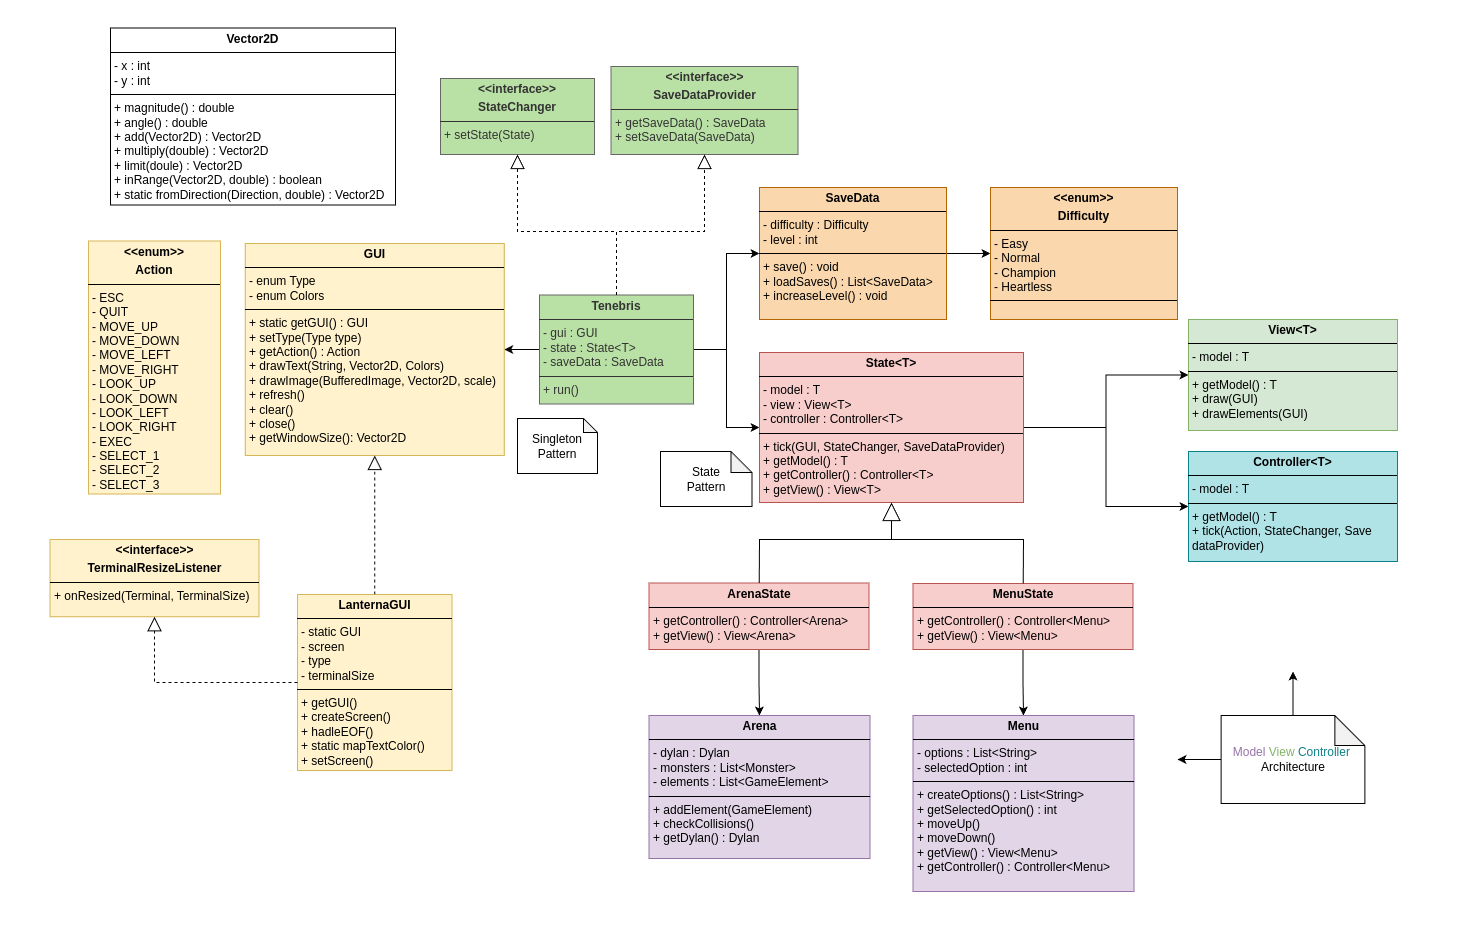 Vector2D
- x : int
- y : int
+ magnitude() : double
+ angle() : double
+ add(Vector2D) : Vector2D
+ multiply(double) : Vector2D
+ limit(doule) : Vector2D
+ inRange(Vector2D, double) : boolean
+ static fromDirection(Direction, double) : Vector2D
<<interface>>
StateChanger
+ setState(State)
<<interface>>
SaveDataProvider
+ getSaveData() : SaveData
+ setSaveData(SaveData)
<<enum>>
Action
- ESC
- QUIT
- MOVE_UP
- MOVE_DOWN
- MOVE_LEFT
- MOVE_RIGHT
- LOOK_UP
- LOOK_DOWN
- LOOK_LEFT
- LOOK_RIGHT
- EXEC
- SELECT_1
- SELECT_2
- SELECT_3
GUI
- enum Type
- enum Colors
+ static getGUI() : GUI
+ setType(Type type)
+ getAction() : Action
+ drawText(String, Vector2D, Colors)
+ drawImage(BufferedImage, Vector2D, scale)
+ refresh()
+ clear()
+ close()
+ getWindowSize(): Vector2D
Tenebris
- gui : GUI
- state : State<T>
- saveData : SaveData
+ run()
Singleton
Pattern
SaveData
- difficulty : Difficulty
- level : int
+ save() : void
+ loadSaves() : List<SaveData>
+ increaseLevel() : void
<<enum>>
Difficulty
- Easy
- Normal
- Champion
- Heartless
State<T>
- model : T
- view : View<T>
- controller : Controller<T>
+ tick(GUI, StateChanger, SaveDataProvider)
+ getModel() : T
+ getController() : Controller<T>
+ getView() : View<T>
State
Pattern
View<T>
- model : T
+ getModel() : T
+ draw(GUI)
+ drawElements(GUI)
Controller<T>
- model : T
+ getModel() : T
+ tick(Action, StateChanger, Save
dataProvider)
<<interface>>
TerminalResizeListener
+ onResized(Terminal, TerminalSize)
LanternaGUI
- static GUI
- screen
- type
- terminalSize
+ getGUI()
+ createScreen()
+ hadleEOF()
+ static mapTextColor()
+ setScreen()
ArenaState
+ getController() : Controller<Arena>
+ getView() : View<Arena>
MenuState
+ getController() : Controller<Menu>
+ getView() : View<Menu>
Arena
- dylan : Dylan
- monsters : List<Monster>
- elements : List<GameElement>
+ addElement(GameElement)
+ checkCollisions()
+ getDylan() : Dylan
Menu
- options : List<String>
- selectedOption : int
+ createOptions() : List<String>
+ getSelectedOption() : int
+ moveUp()
+ moveDown()
+ getView() : View<Menu>
+ getController() : Controller<Menu>
Model View Controller
Architecture